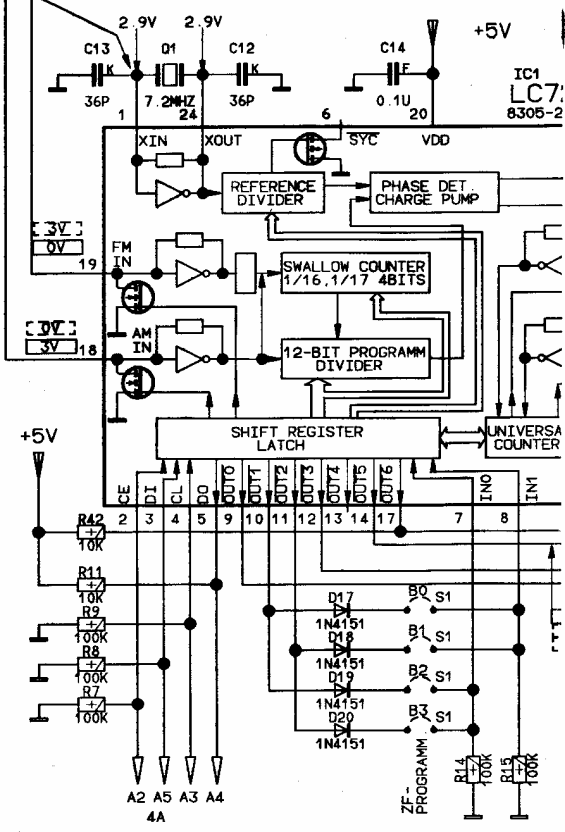 2.9V 2.9V
C13 Q1 C12 C14 +5V
K K F
36P 7.2MHZ 36P 0.1U
IC1
LC7
8305-2
1 24 6 20
XIN XOUT SYC VDD
REFERENCE
DIVIDER
PHASE DET.
CHARGE PUMP
3V
0V
FM
IN
19
SWALLOW COUNTER
1/16,1/17 4BITS
0V
3V
AM
IN
18
12-BIT PROGRAMM
DIVIDER
+5V
SHIFT REGISTER
LATCH
UNIVERSA
COUNTER
CE DI CL DO OUT0 OUT1 OUT2 OUT3 OUT4 OUT5 OUT6 IN0 IN1
2 3 4 5 9 10 11 12 13 14 17 7 8
R42
10K
R11
10K
R9
100K
R8
100K
R7
100K
D17 B0 S1
1N4151
D18 B1 S1
1N4151
D19 B2 S1
1N4151
D20 B3 S1
1N4151
ZF-
PROGRAMM.
R14
100K
R15
100K
A2 A5 A3 A4
4A